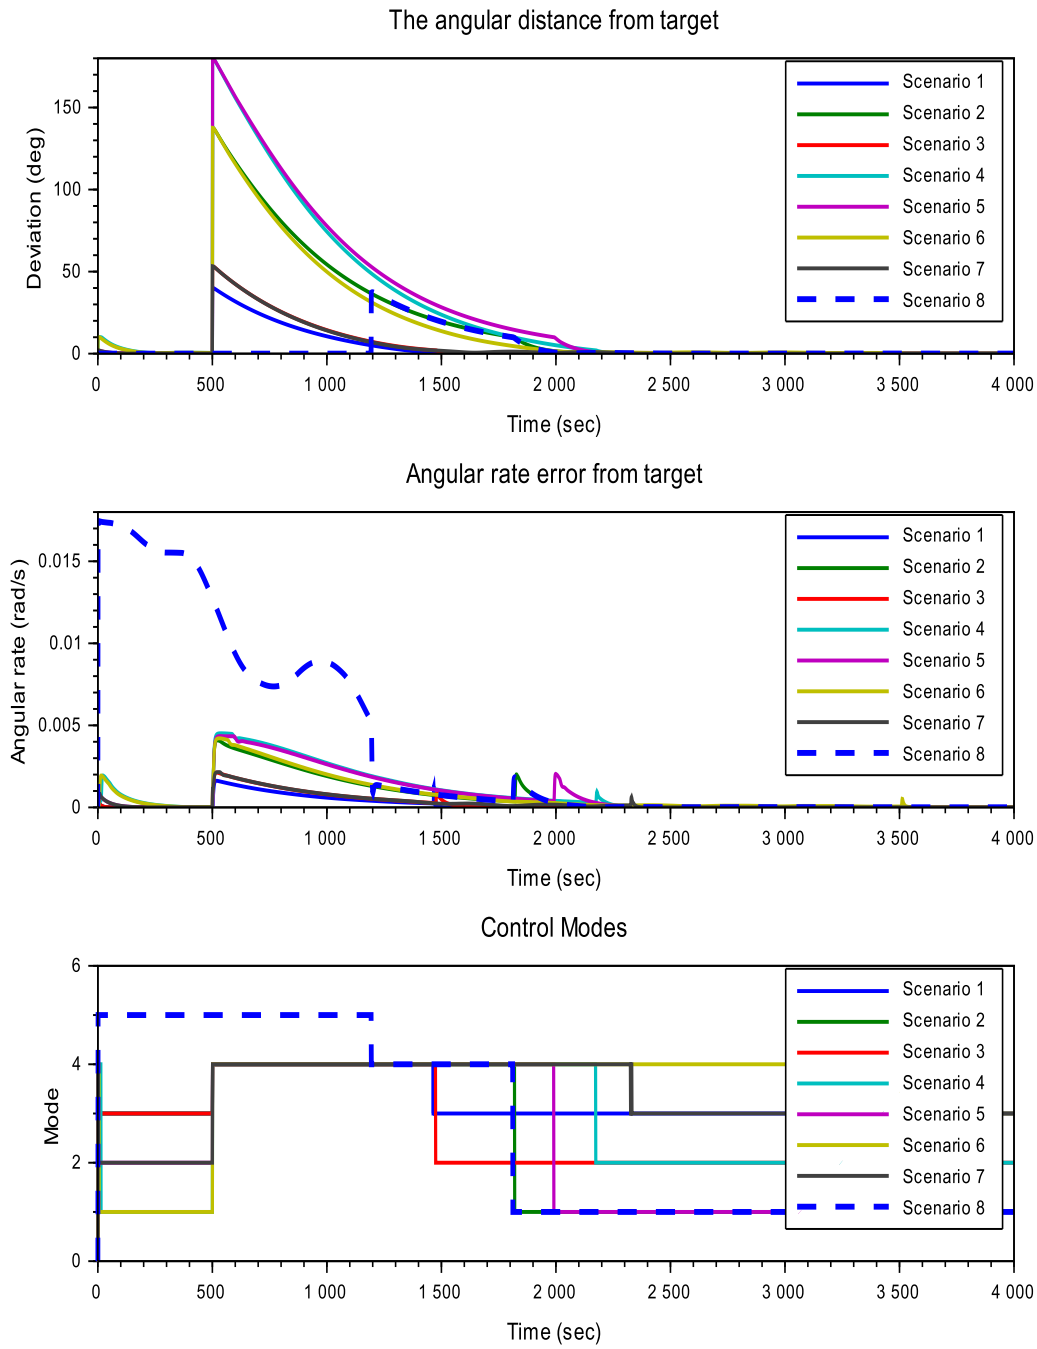 The angular distance from target
Deviation (deg)
150
100
50
0
Scenario 1
Scenario 2
Scenario 3
Scenario 4
Scenario 5
Scenario 6
Scenario 7
Scenario 8
0 500 1 000 1 500 2 000 2 500 3 000 3 500 4 000
Time (sec)
Angular rate error from target
Angular rate (rad/s)
0.015
0.01
0.005
0
Scenario 1
Scenario 2
Scenario 3
Scenario 4
Scenario 5
Scenario 6
Scenario 7
Scenario 8
0 500 1 000 1 500 2 000 2 500 3 000 3 500 4 000
Time (sec)
Control Modes
Mode
6
4
2
0
Scenario 1
Scenario 2
Scenario 3
Scenario 4
Scenario 5
Scenario 6
Scenario 7
Scenario 8
0 500 1 000 1 500 2 000 2 500 3 000 3 500 4 000
Time (sec)